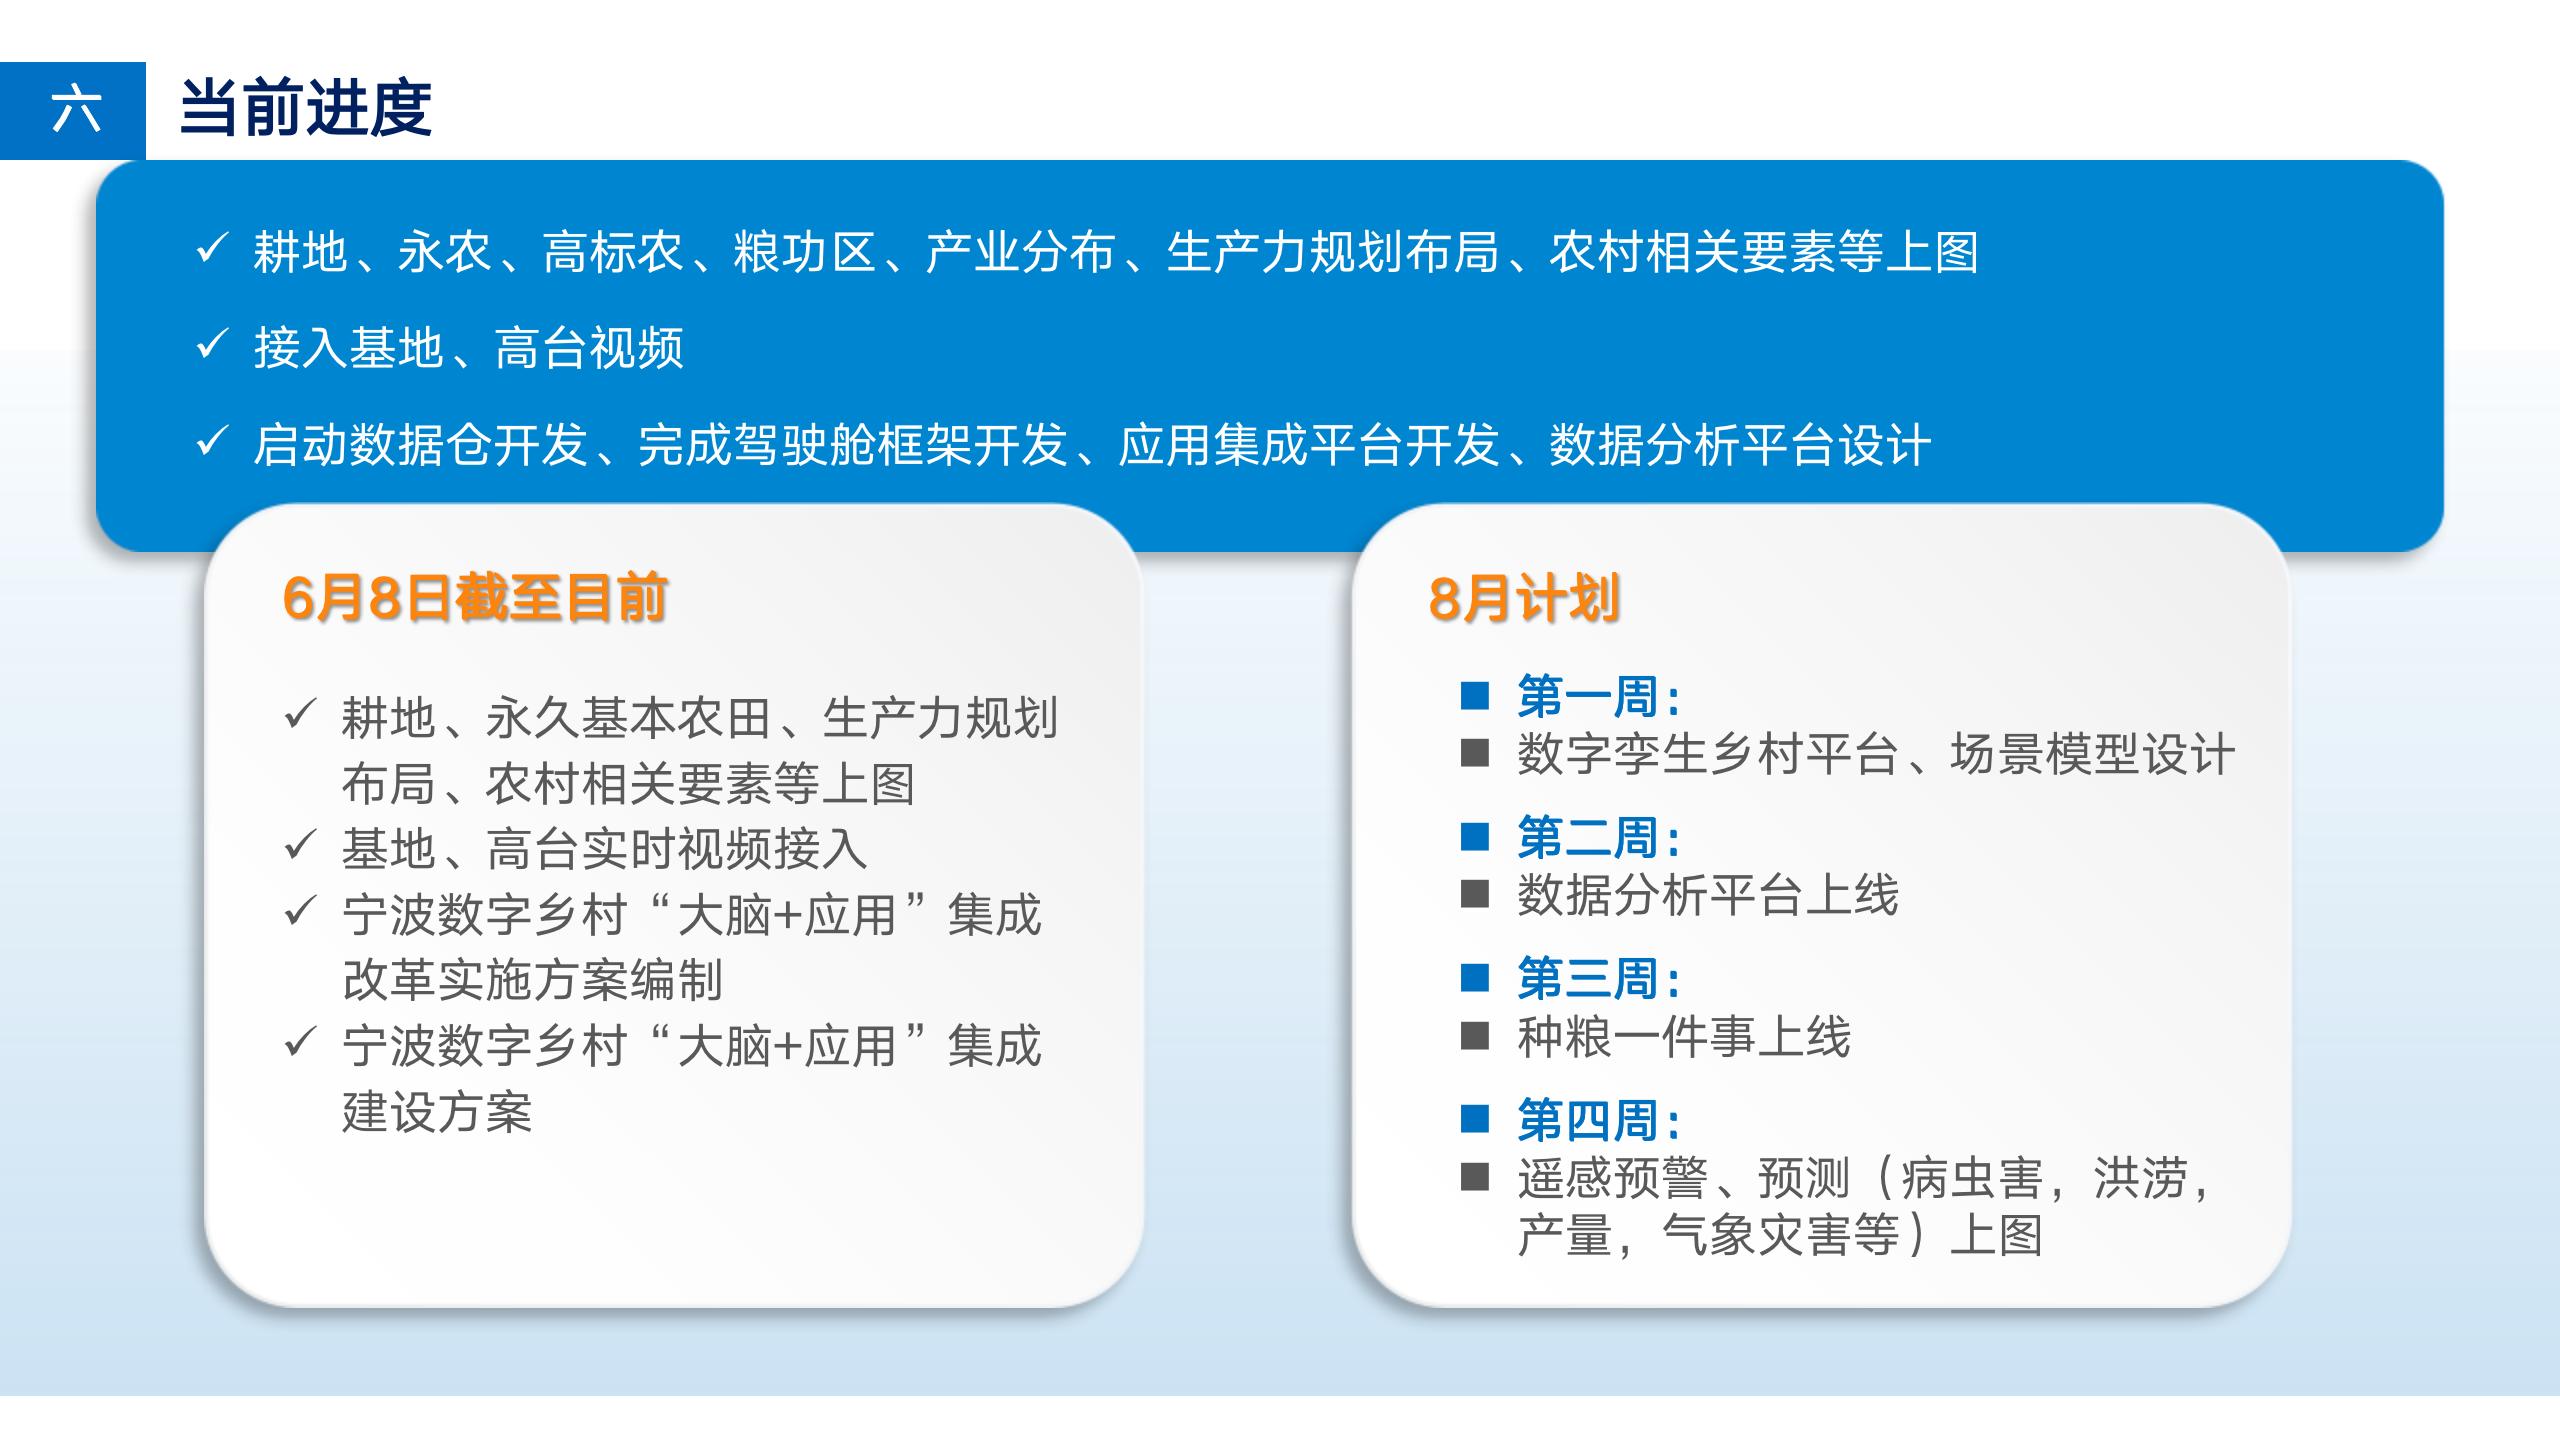 六
当前进度
✓ 耕地、永农、高标农、粮功区、产业分布、生产力规划布局、农村相关要素等上图
✓ 接入基地、高台视频
✓ 启动数据仓开发、完成驾驶舱框架开发、应用集成平台开发、数据分析平台设计
6月8日截至目前
✓ 耕地、永久基本农田、生产力规划
布局、农村相关要素等上图
✓ 基地、高台实时视频接入
✓ 宁波数字乡村“大脑+应用”集成
改革实施方案编制
✓ 宁波数字乡村“大脑+应用”集成
建设方案
8月计划
■ 第一周：
■ 数字孪生乡村平台、场景模型设计
■ 第二周：
■ 数据分析平台上线
■ 第三周：
■ 种粮一件事上线
■ 第四周：
■ 遥感预警、预测（病虫害，洪涝，
产量，气象灾害等）上图